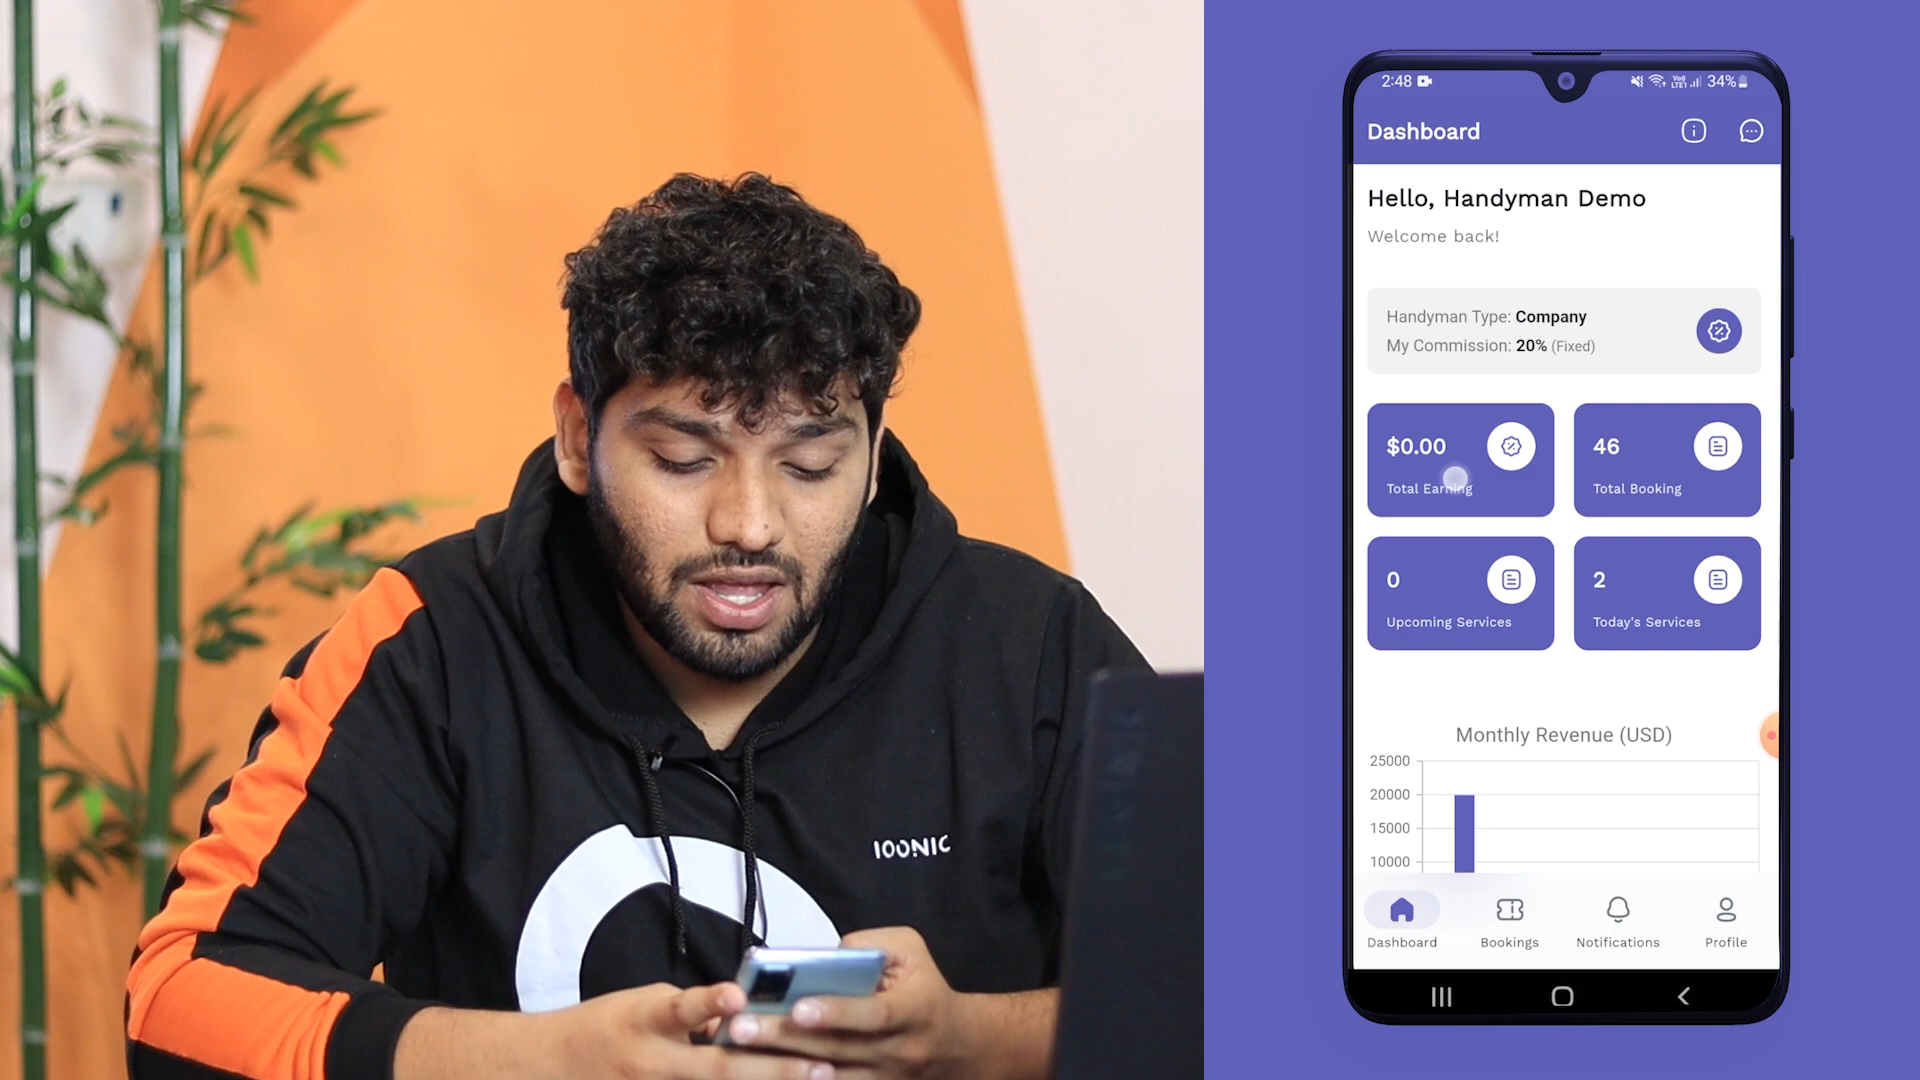 IOONIC
2:48
Vo8
LTE1
34%
Dashboard
Hello, Handyman Demo
Welcome back!
Handyman Type: Company
My Commission: 20% (Fixed)
$0.00
Total Earning
46
Total Booking
0
Upcoming Services
2
Today's Services
Monthly Revenue (USD)
25000
20000
15000
10000
Dashboard
Bookings
Notifications
Profile